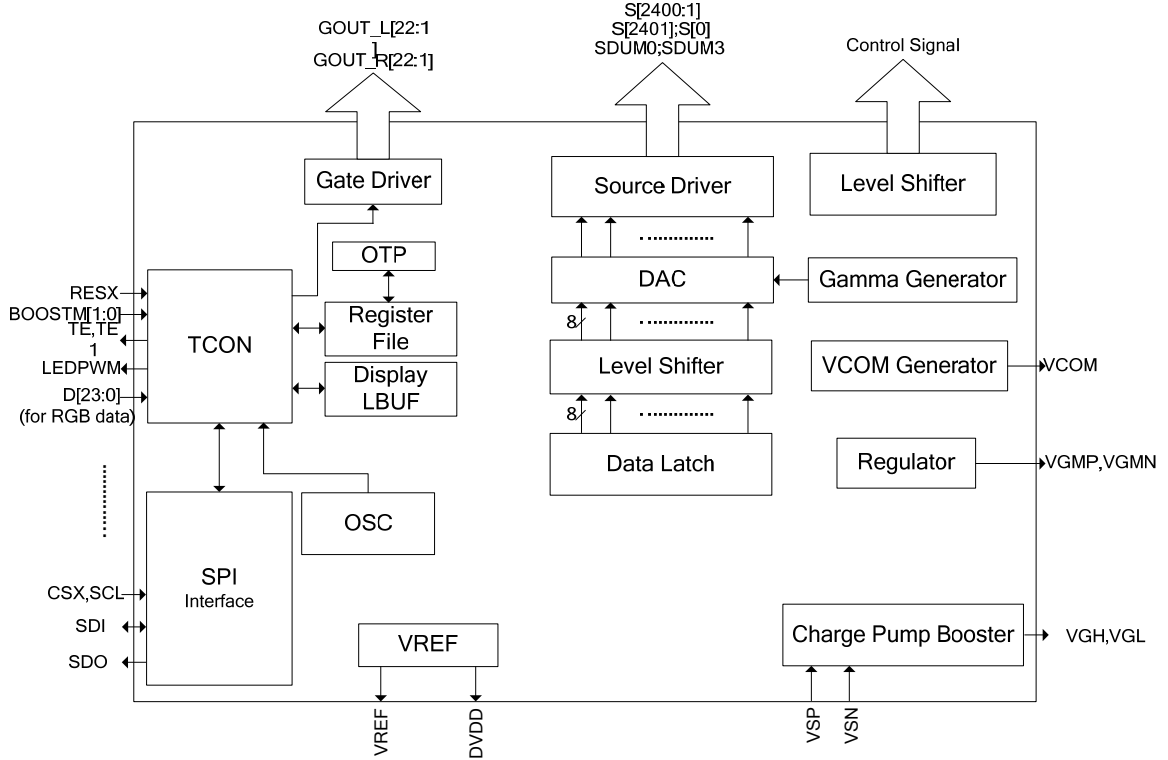 GOUT_L[22:1
]
GOUT_R[22:1]
S[2400:1]
S[2401];S[0]
SDUM0;SDUM3
Control Signal
Gate Driver
Source Driver
Level Shifter
OTP
DAC
Gamma Generator
RESX
BOOSTM[1:0]
TE,TE
1
LEDPWM
D[23:0]
(for RGB data)
TCON
Register
File
Display
LBUF
8
Level Shifter
8
Data Latch
VCOM Generator
VCOM
Regulator
VGMP,VGMN
OSC
SPI
Interface
CSX,SCL
SDI
SDO
VREF
VREF
DVDD
Charge Pump Booster
VGH,VGL
VSP
VSN